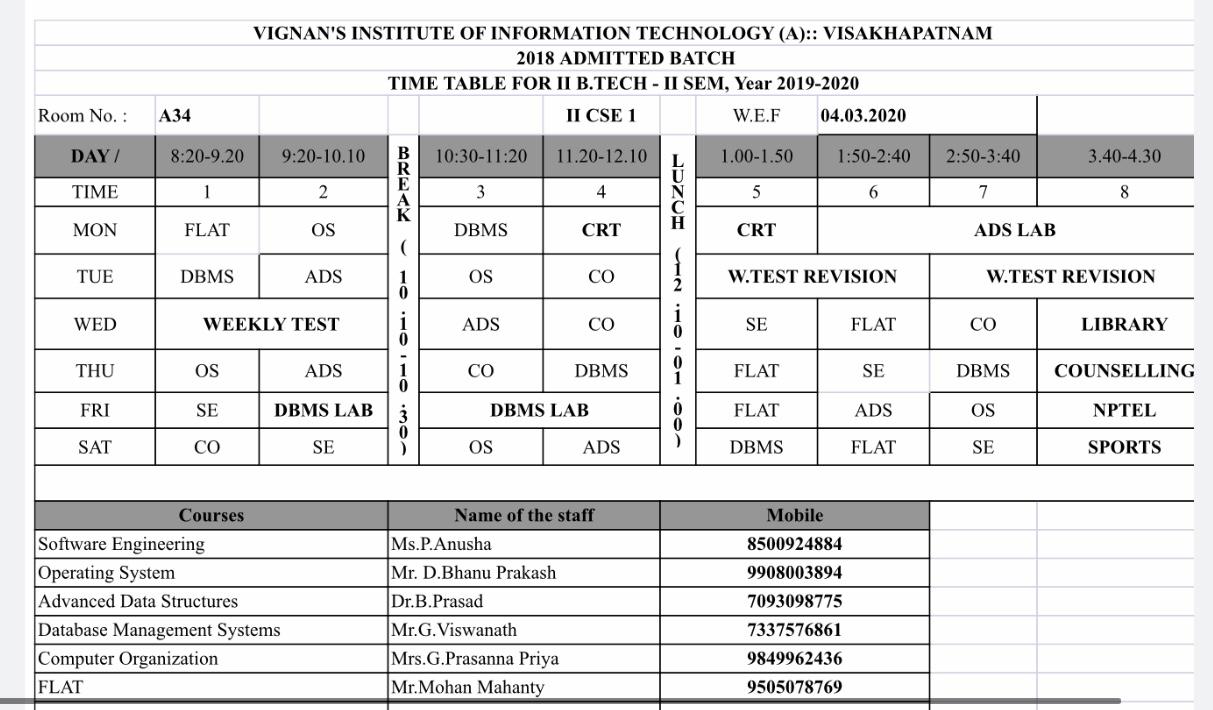 VIGNAN'S INSTITUTE OF INFORMATION TECHNOLOGY (A):: VISAKHAPATNAM
2018 ADMITTED BATCH
TIME TABLE FOR II B.TECH - II SEM, Year 2019-2020
Room No. : A34 II CSE 1 W.E.F 04.03.2020
DAY / 8:20-9.20 9:20-10.10 BREAK ( 10.10-10.30) 10:30-11:20 11.20-12.10 LUNCH (12.10-01.00) 1.00-1.50 1:50-2:40 2:50-3:40 3.40-4.30
TIME 1 2 3 4 5 6 7 8
MON FLAT OS DBMS CRT CRT ADS LAB
TUE DBMS ADS OS CO W.TEST REVISION W.TEST REVISION
WED WEEKLY TEST ADS CO SE FLAT CO LIBRARY
THU OS ADS CO DBMS FLAT SE DBMS COUNSELLING
FRI SE DBMS LAB DBMS LAB FLAT ADS OS NPTEL
SAT CO SE OS ADS DBMS FLAT SE SPORTS
Courses Name of the staff Mobile
Software Engineering Ms.P.Anusha 8500924884
Operating System Mr. D.Bhanu Prakash 9908003894
Advanced Data Structures Dr.B.Prasad 7093098775
Database Management Systems Mr.G.Viswanath 7337576861
Computer Organization Mrs.G.Prasanna Priya 9849962436
FLAT Mr.Mohan Mahanty 9505078769